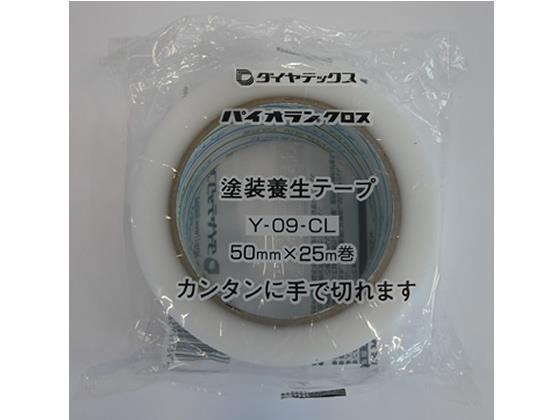 ダイヤテックス
パイオランクロス
塗装養生テープ
Y-09-CL
50mm×25m巻
カンタンに手で切れます